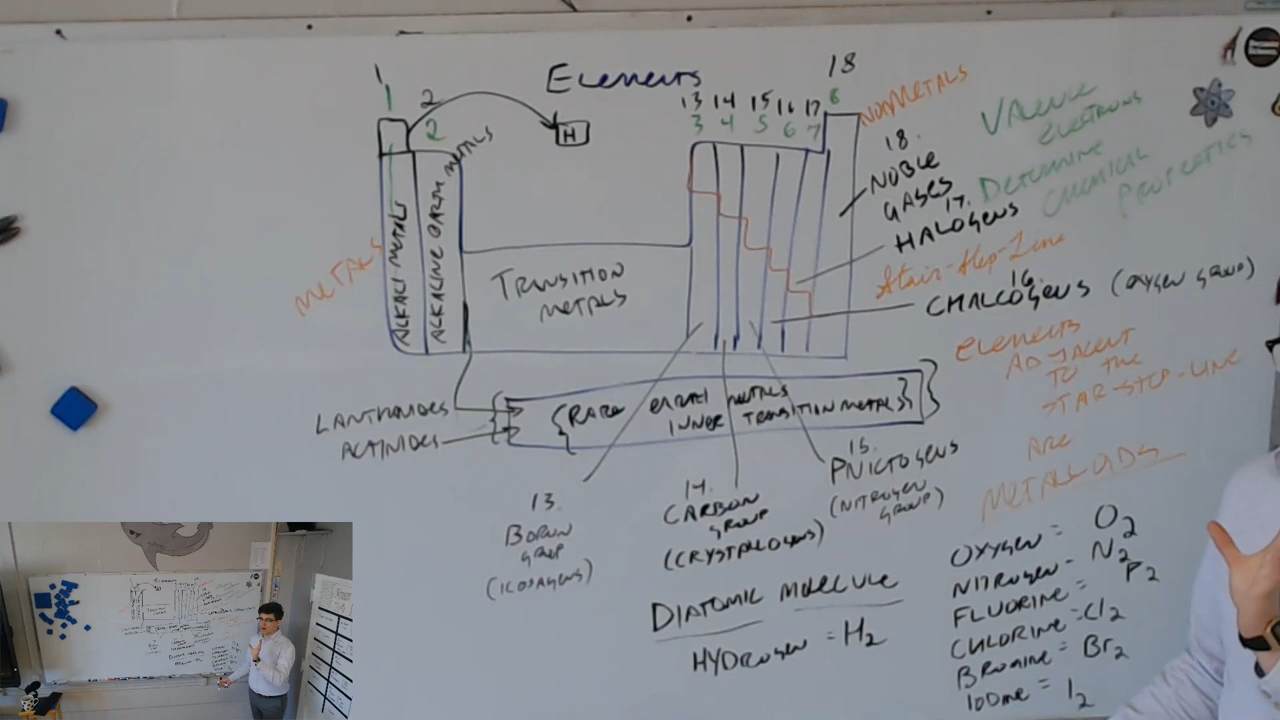 Elements
1
1
2
2
H
13 14 15 16 17
3 4 5 6 7
18
8
NONMETALS
METALS
ALKALI METALS
ALKALINE EARTH METALS
TRANSITION
METALS
18.
NOBLE
GASES
17.
HALOGENS
16.
CHALCOGENS (OXYGEN GROUP)
VALENCE
ELECTRONS
DETERMINE
CHEMICAL
PROPERTIES
Stair-Step-Line
ELEMENTS
ADJACENT
TO the
STAR-STEP-LINE
ARE
METALLOIDS
LANTHANIDES
ACTINIDES
{RARE EARTH METALS
INNER TRANSITION METALS}
13.
BORON
GROUP
(ICOSAGENS)
14.
CARBON
GROUP
(CRYSTALLOGENS)
15.
PNICTOGENS
(NITROGEN
GROUP)
DIATOMIC MOLECULE
HYDROGEN = H2
OXYGEN = O2
NITROGEN = N2
FLUORINE = F2
CHLORINE = Cl2
BROMINE = Br2
IODINE = I2